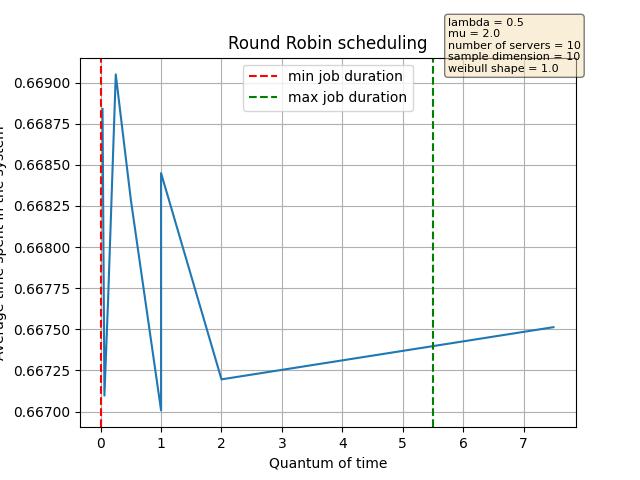 lambda = 0.5
mu = 2.0
number of servers = 10
sample dimension = 10
weibull shape = 1.0
Round Robin scheduling
min job duration
max job duration
0.66900
0.66875
0.66850
0.66825
0.66800
0.66775
0.66750
0.66725
0.66700
Average time spent in the system
0 1 2 3 4 5 6 7
Quantum of time